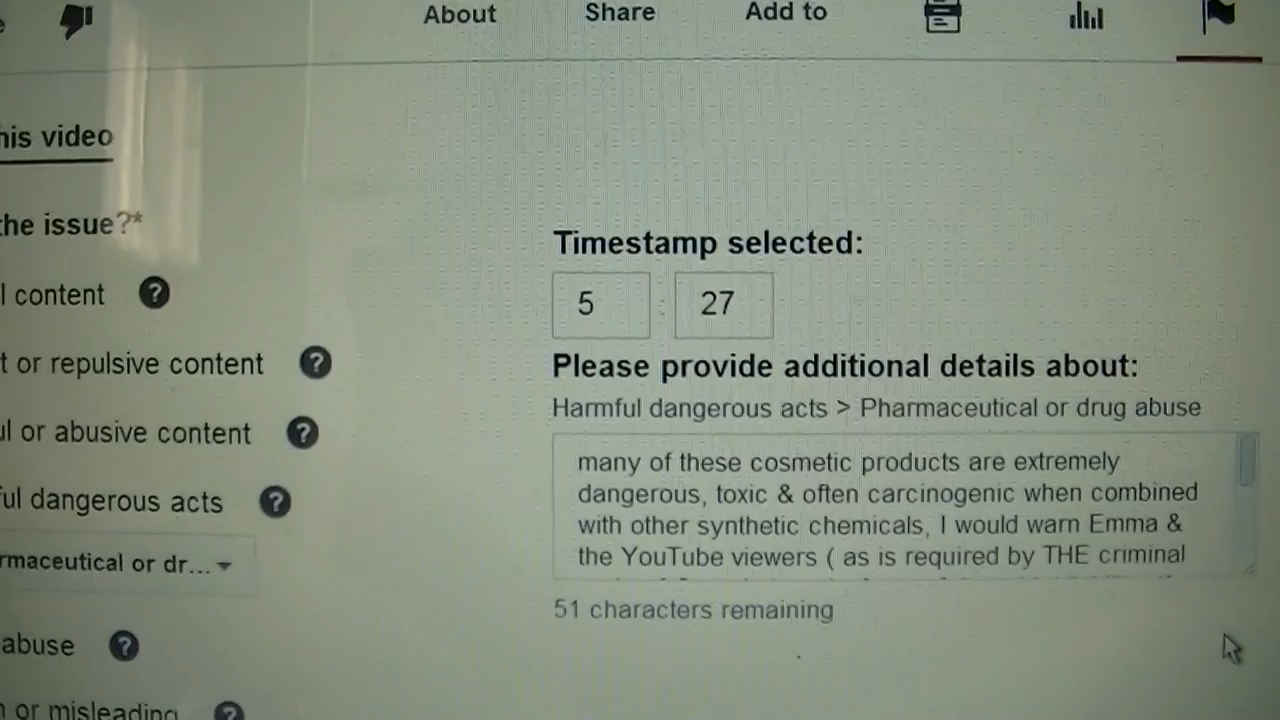 About Share Add to
his video
the issue?*
Timestamp selected:
l content ?
5 : 27
t or repulsive content ?
Please provide additional details about:
Harmful dangerous acts > Pharmaceutical or drug abuse
ul or abusive content ?
many of these cosmetic products are extremely
dangerous, toxic & often carcinogenic when combined
with other synthetic chemicals, I would warn Emma &
the YouTube viewers ( as is required by THE criminal
ful dangerous acts ?
rmaceutical or dr...
51 characters remaining
abuse ?
or misleading ?